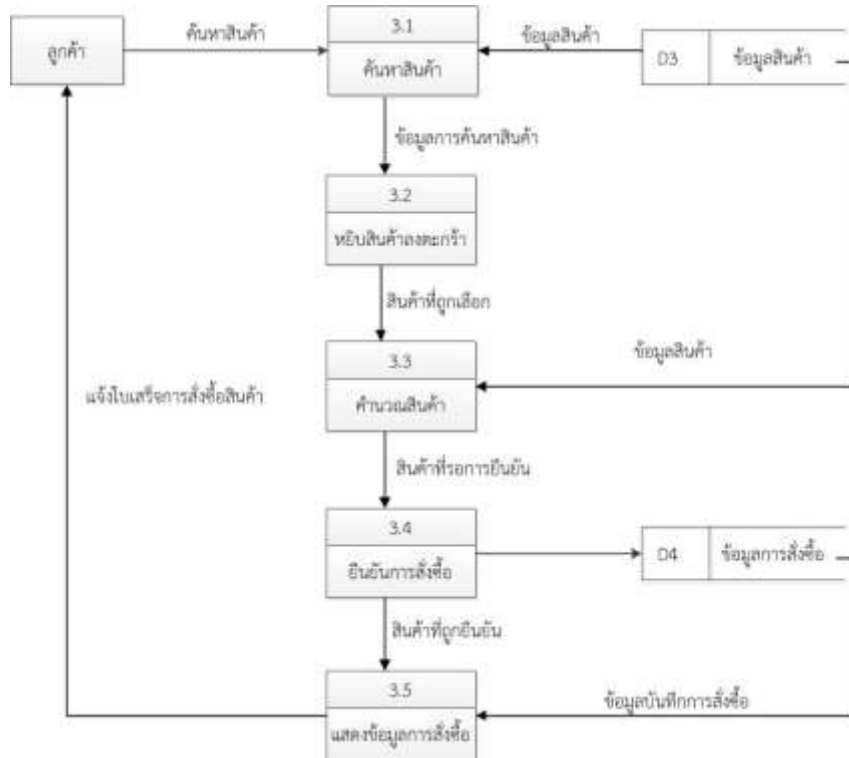 ลูกค้า
ค้นหาสินค้า
3.1
ค้นหาสินค้า
ข้อมูลสินค้า
D3
ข้อมูลสินค้า
ข้อมูลการค้นหาสินค้า
3.2
หยิบสินค้าลงตะกร้า
สินค้าที่ถูกเลือก
3.3
คำนวณสินค้า
ข้อมูลสินค้า
แจ้งใบเสร็จการสั่งซื้อสินค้า
สินค้าที่รอการยืนยัน
3.4
ยืนยันการสั่งซื้อ
D4
ข้อมูลการสั่งซื้อ
สินค้าที่ถูกยืนยัน
3.5
แสดงข้อมูลการสั่งซื้อ
ข้อมูลบันทึกการสั่งซื้อ